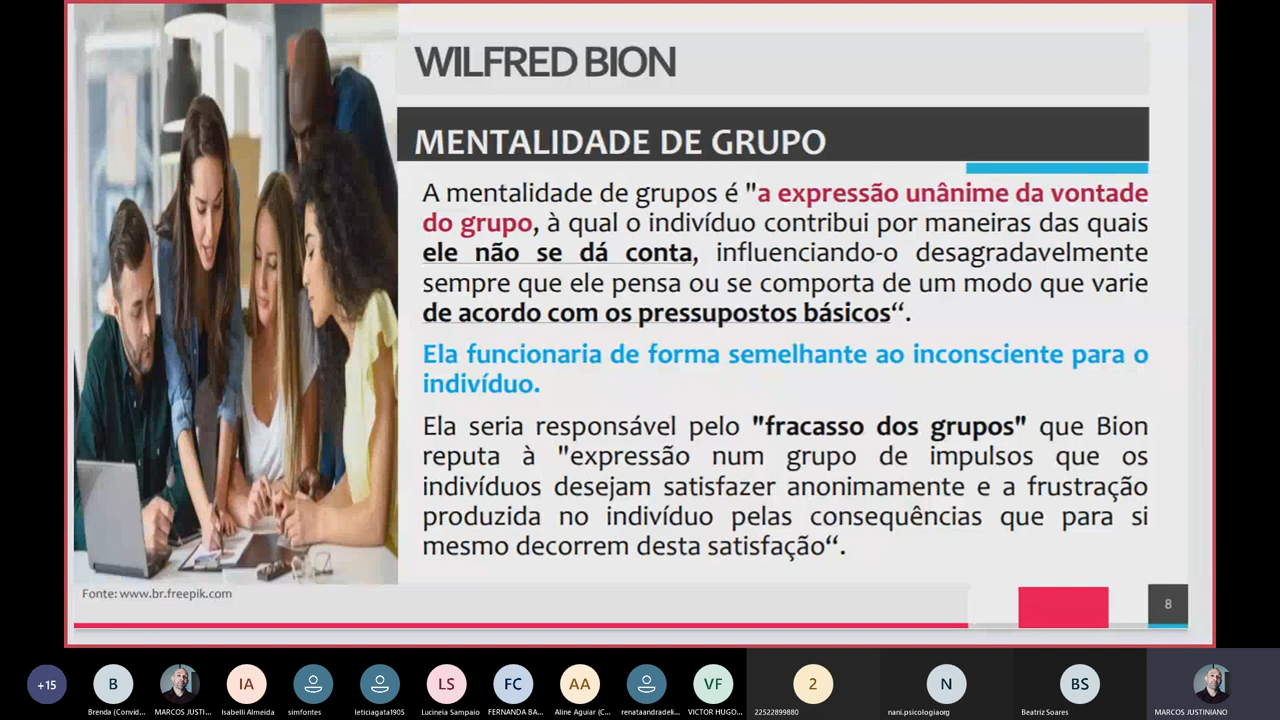 WILFRED BION
MENTALIDADE DE GRUPO
A mentalidade de grupos é "a expressão unânime da vontade
do grupo, à qual o indivíduo contribui por maneiras das quais
ele não se dá conta, influenciando-o desagradavelmente
sempre que ele pensa ou se comporta de um modo que varie
de acordo com os pressupostos básicos“.
Ela funcionaria de forma semelhante ao inconsciente para o
indivíduo.
Ela seria responsável pelo "fracasso dos grupos" que Bion
reputa à "expressão num grupo de impulsos que os
indivíduos desejam satisfazer anonimamente e a frustração
produzida no indivíduo pelas consequências que para si
mesmo decorrem desta satisfação“.
Fonte: www.br.freepik.com
8
+15
B
IA
LS
FC
AA
VF
2
N
BS
Brenda (Convid...
MARCOS JUSTI...
Isabelli Almeida
simfontes
leticiagata1905
Lucineia Sampaio
FERNANDA BA...
Aline Aguiar (C...
renataandradeli...
VICTOR HUGO...
22522899880
nani.psicologiaorg
Beatriz Soares
MARCOS JUSTINIANO